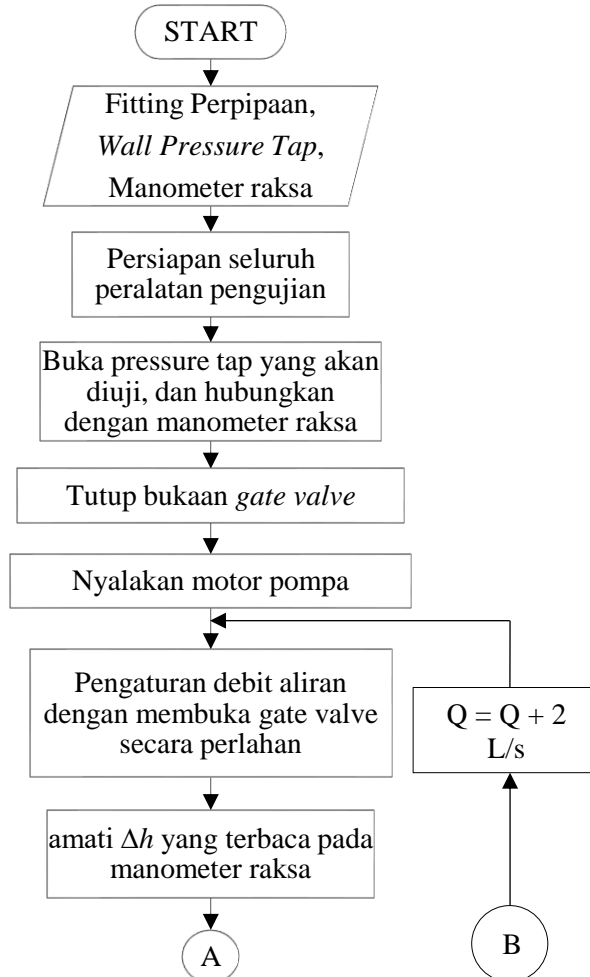 START
Fitting Perpipaan,
Wall Pressure Tap,
Manometer raksa
Persiapan seluruh
peralatan pengujian
Buka pressure tap yang akan
diuji, dan hubungkan
dengan manometer raksa
Tutup bukaan gate valve
Nyalakan motor pompa
Pengaturan debit aliran
dengan membuka gate valve
secara perlahan
Q = Q + 2
L/s
amati Δh yang terbaca pada
manometer raksa
A
B